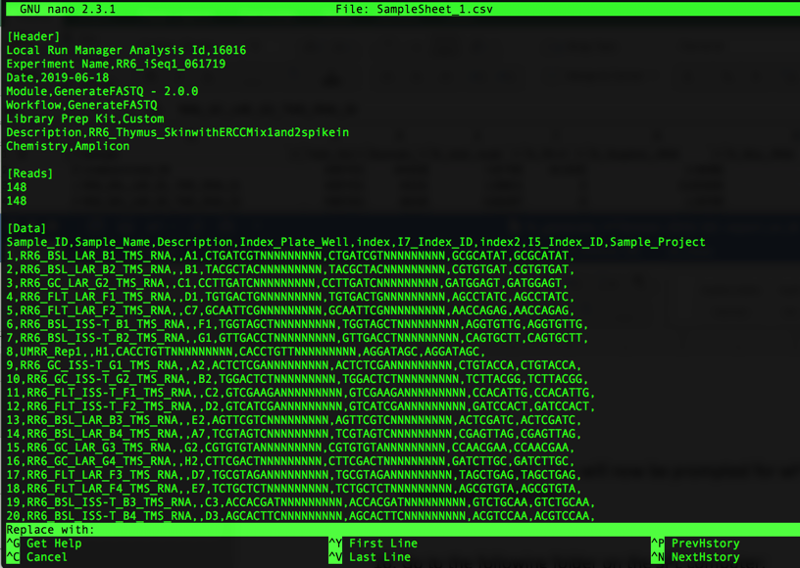 GNU nano 2.3.1 File: SampleSheet_1.csv
[Header]
Local Run Manager Analysis Id,16016
Experiment Name,RR6_iSeq1_061719
Date,2019-06-18
Module,GenerateFASTQ - 2.0.0
Workflow,GenerateFASTQ
Library Prep Kit,Custom
Description,RR6_Thymus_SkinwithERCCMix1and2spikein
Chemistry,Amplicon
[Reads]
148
148
[Data]
Sample_ID,Sample_Name,Description,Index_Plate_Well,index,I7_Index_ID,index2,I5_Index_ID,Sample_Project
1,RR6_BSL_LAR_B1_TMS_RNA,,A1,CTGATCGTNNNNNNNNN,CTGATCGTNNNNNNNNN,GCGCATAT,GCGCATAT,
2,RR6_BSL_LAR_B2_TMS_RNA,,B1,TACGCTACNNNNNNNNN,TACGCTACNNNNNNNNN,CGTGTGAT,CGTGTGAT,
3,RR6_GC_LAR_G2_TMS_RNA,,C1,CCTTGATCNNNNNNNNN,CCTTGATCNNNNNNNNN,GATGGAGT,GATGGAGT,
4,RR6_FLT_LAR_F1_TMS_RNA,,D1,TGTGACTGNNNNNNNNN,TGTGACTGNNNNNNNNN,AGCCTATC,AGCCTATC,
5,RR6_FLT_LAR_F2_TMS_RNA,,C7,GCAATTCGNNNNNNNNN,GCAATTCGNNNNNNNNN,AACCAGAG,AACCAGAG,
6,RR6_BSL_ISS-T_B1_TMS_RNA,,F1,TGGTAGCTNNNNNNNNN,TGGTAGCTNNNNNNNNN,AGGTGTTG,AGGTGTTG,
7,RR6_BSL_ISS-T_B2_TMS_RNA,,G1,GTTGACCTNNNNNNNNN,GTTGACCTNNNNNNNNN,CAGTGCTT,CAGTGCTT,
8,UMRR_Rep1,,H1,CACCTGTTNNNNNNNNN,CACCTGTTNNNNNNNNN,AGGATAGC,AGGATAGC,
9,RR6_GC_ISS-T_G1_TMS_RNA,,A2,ACTCTCGANNNNNNNNN,ACTCTCGANNNNNNNNN,CTGTACCA,CTGTACCA,
10,RR6_GC_ISS-T_G2_TMS_RNA,,B2,TGGACTCTNNNNNNNNN,TGGACTCTNNNNNNNNN,TCTTACGG,TCTTACGG,
11,RR6_FLT_ISS-T_F1_TMS_RNA,,C2,GTCGAAGANNNNNNNNN,GTCGAAGANNNNNNNNN,CCACATTG,CCACATTG,
12,RR6_FLT_ISS-T_F2_TMS_RNA,,D2,GTCATCGANNNNNNNNN,GTCATCGANNNNNNNNN,GATCCACT,GATCCACT,
13,RR6_BSL_LAR_B3_TMS_RNA,,E2,AGTTCGTCNNNNNNNNN,AGTTCGTCNNNNNNNNN,ACTCGATC,ACTCGATC,
14,RR6_BSL_LAR_B4_TMS_RNA,,A7,TCGTAGTCNNNNNNNNN,TCGTAGTCNNNNNNNNN,CGAGTTAG,CGAGTTAG,
15,RR6_GC_LAR_G3_TMS_RNA,,G2,CGTGTGTANNNNNNNNN,CGTGTGTANNNNNNNNN,CCAACGAA,CCAACGAA,
16,RR6_GC_LAR_G4_TMS_RNA,,H2,CTTCGACTNNNNNNNNN,CTTCGACTNNNNNNNNN,GATCTTGC,GATCTTGC,
17,RR6_FLT_LAR_F3_TMS_RNA,,D7,TGCGTAGANNNNNNNNN,TGCGTAGANNNNNNNNN,TAGCTGAG,TAGCTGAG,
18,RR6_FLT_LAR_F4_TMS_RNA,,E7,TCTGCTCTNNNNNNNNN,TCTGCTCTNNNNNNNNN,AGCGTGTA,AGCGTGTA,
19,RR6_BSL_ISS-T_B3_TMS_RNA,,C3,ACCACGATNNNNNNNNN,ACCACGATNNNNNNNNN,GTCTGCAA,GTCTGCAA,
20,RR6_BSL_ISS-T_B4_TMS_RNA,,D3,AGCACTTCNNNNNNNNN,AGCACTTCNNNNNNNNN,ACGTCCAA,ACGTCCAA,
Replace with:
^G Get Help ^Y First Line ^P PrevHstory
^C Cancel ^V Last Line ^N NextHstory